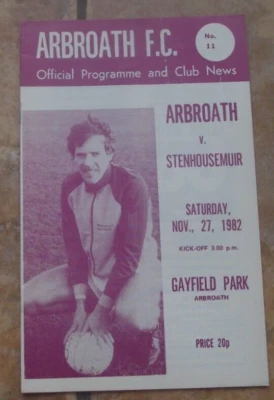 ARBROATH F.C.
No.
11
Official Programme and Club News
ARBROATH
v.
STENHOUSEMUIR
SATURDAY,
NOV., 27, 1982
KICK-OFF 3.00 p.m.
GAYFIELD PARK
ARBROATH
PRICE 20p